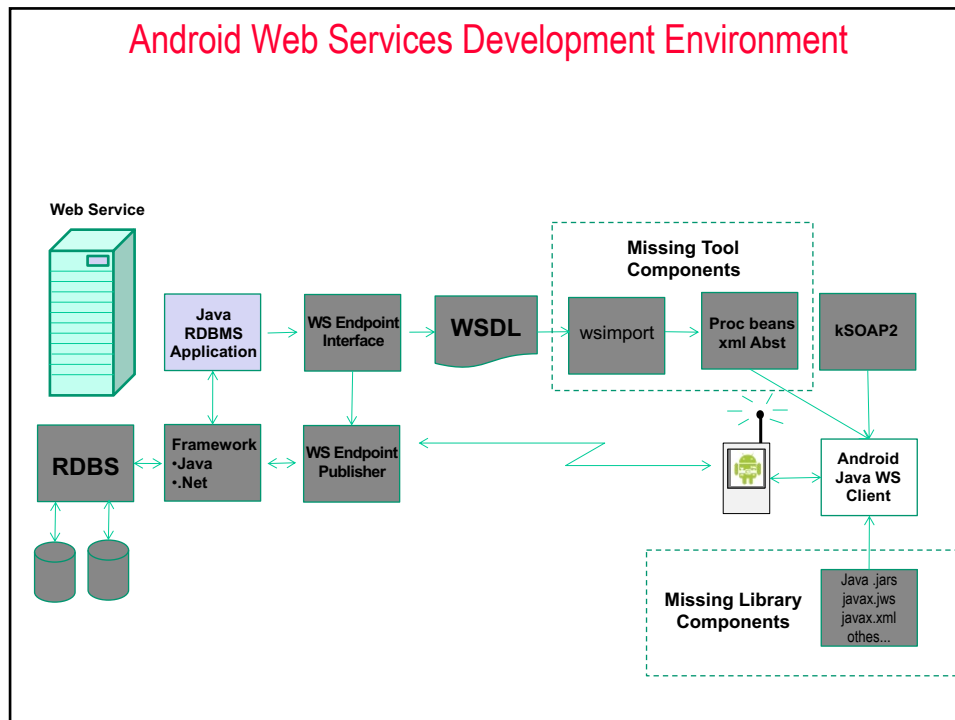 Android Web Services Development Environment
Web Service
Missing Tool
Components
Java
RDBMS
Application
WS Endpoint
Interface
WSDL
wsimport
Proc beans
xml Abst
kSOAP2
RDBS
Framework
•Java
•.Net
WS Endpoint
Publisher
Android
Java WS
Client
Missing Library
Components
Java .jars
javax.jws
javax.xml
othes...